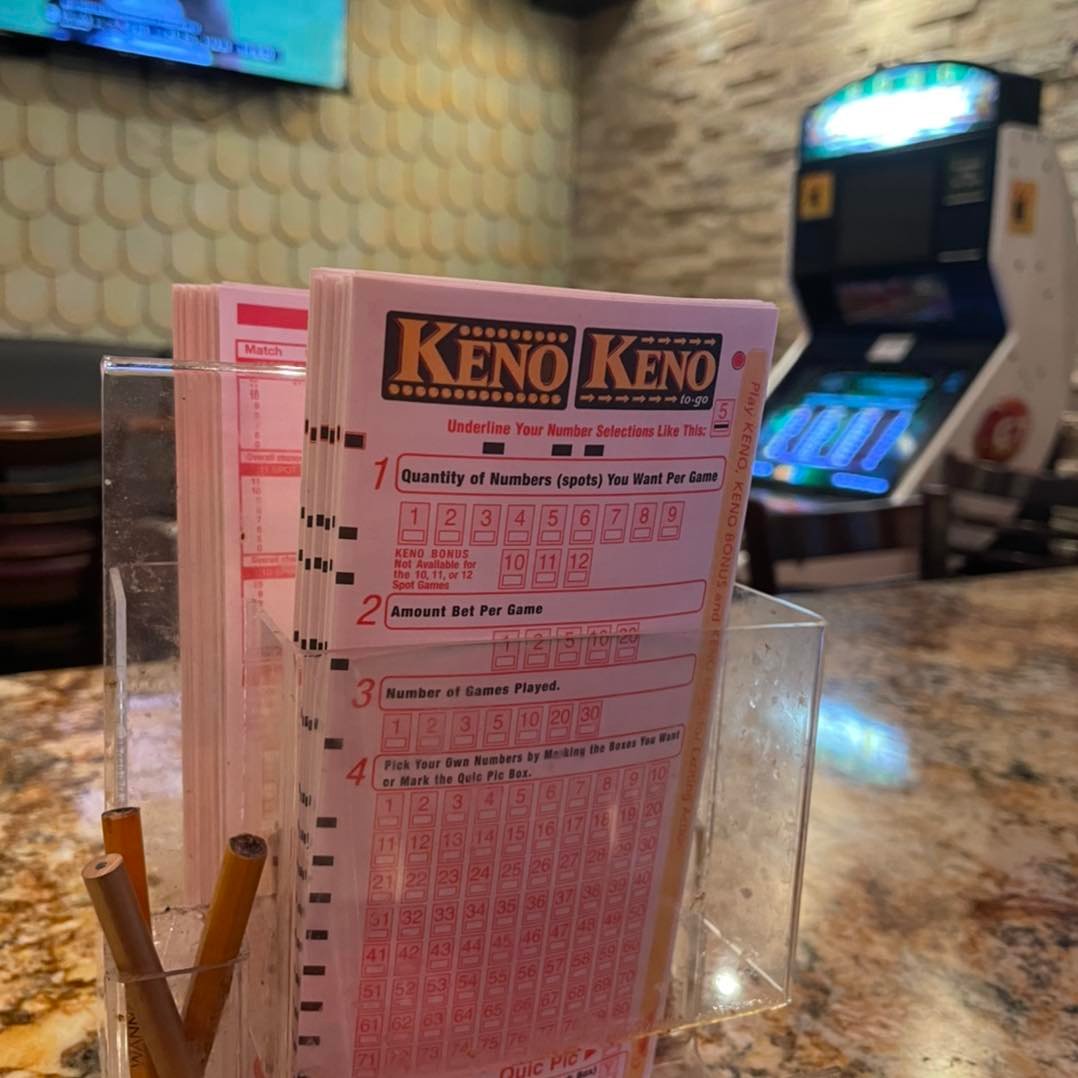 KENO KENO
to-go
Underline Your Number Selections Like This: 5
1 Quantity of Numbers (spots) You Want Per Game
1 2 3 4 5 6 7 8 9
KENO BONUS
Not Available for
the 10, 11, or 12
Spot Games
10 11 12
2 Amount Bet Per Game
1 2 5 10 20
3 Number of Games Played.
1 2 3 5 10 20 30
4 Pick Your Own Numbers by Marking the Boxes You Want
or Mark the Quic Pic Box.
1 2 3 4 5 6 7 8 9 10
11 12 13 14 15 16 17 18 19 20
21 22 23 24 25 26 27 28 29 30
31 32 33 34 35 36 37 38 39 40
41 42 43 44 45 46 47 48 49 50
51 52 53 54 55 56 57 58 59 60
61 62 63 64 65 66 67 68 69 70
71 72 73 74 75 76 77 78
Quic Pic
Play KENO, KENO BONUS and
Match